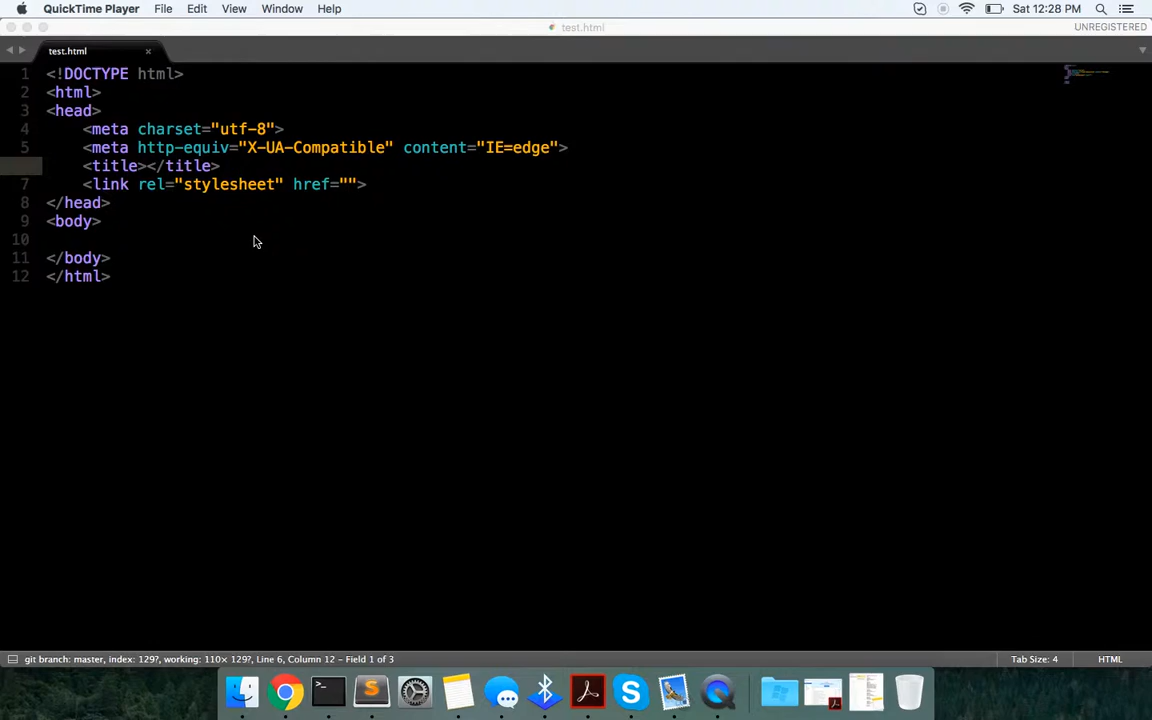 QuickTime Player File Edit View Window Help Sat 12:28 PM
test.html UNREGISTERED
test.html
1 <!DOCTYPE html>
2 <html>
3 <head>
4 <meta charset="utf-8">
5 <meta http-equiv="X-UA-Compatible" content="IE=edge">
<title></title>
7 <link rel="stylesheet" href="">
8 </head>
9 <body>
10
11 </body>
12 </html>
git branch: master, index: 129?, working: 110× 129?, Line 6, Column 12 - Field 1 of 3 Tab Size: 4 HTML